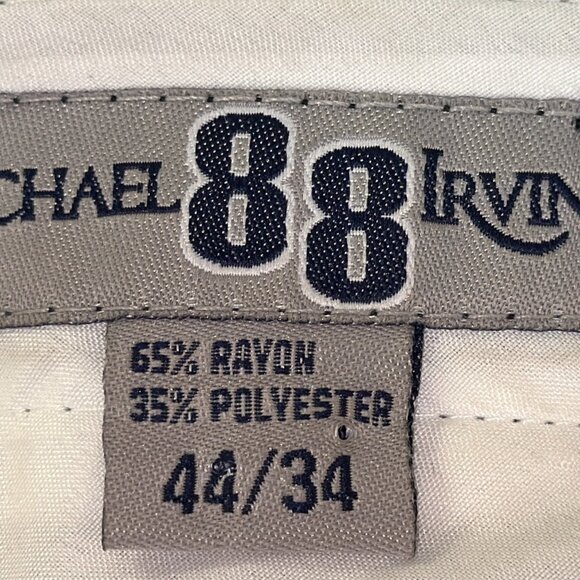 CHAEL 88 IRVIN
65% RAYON
35% POLYESTER
44/34